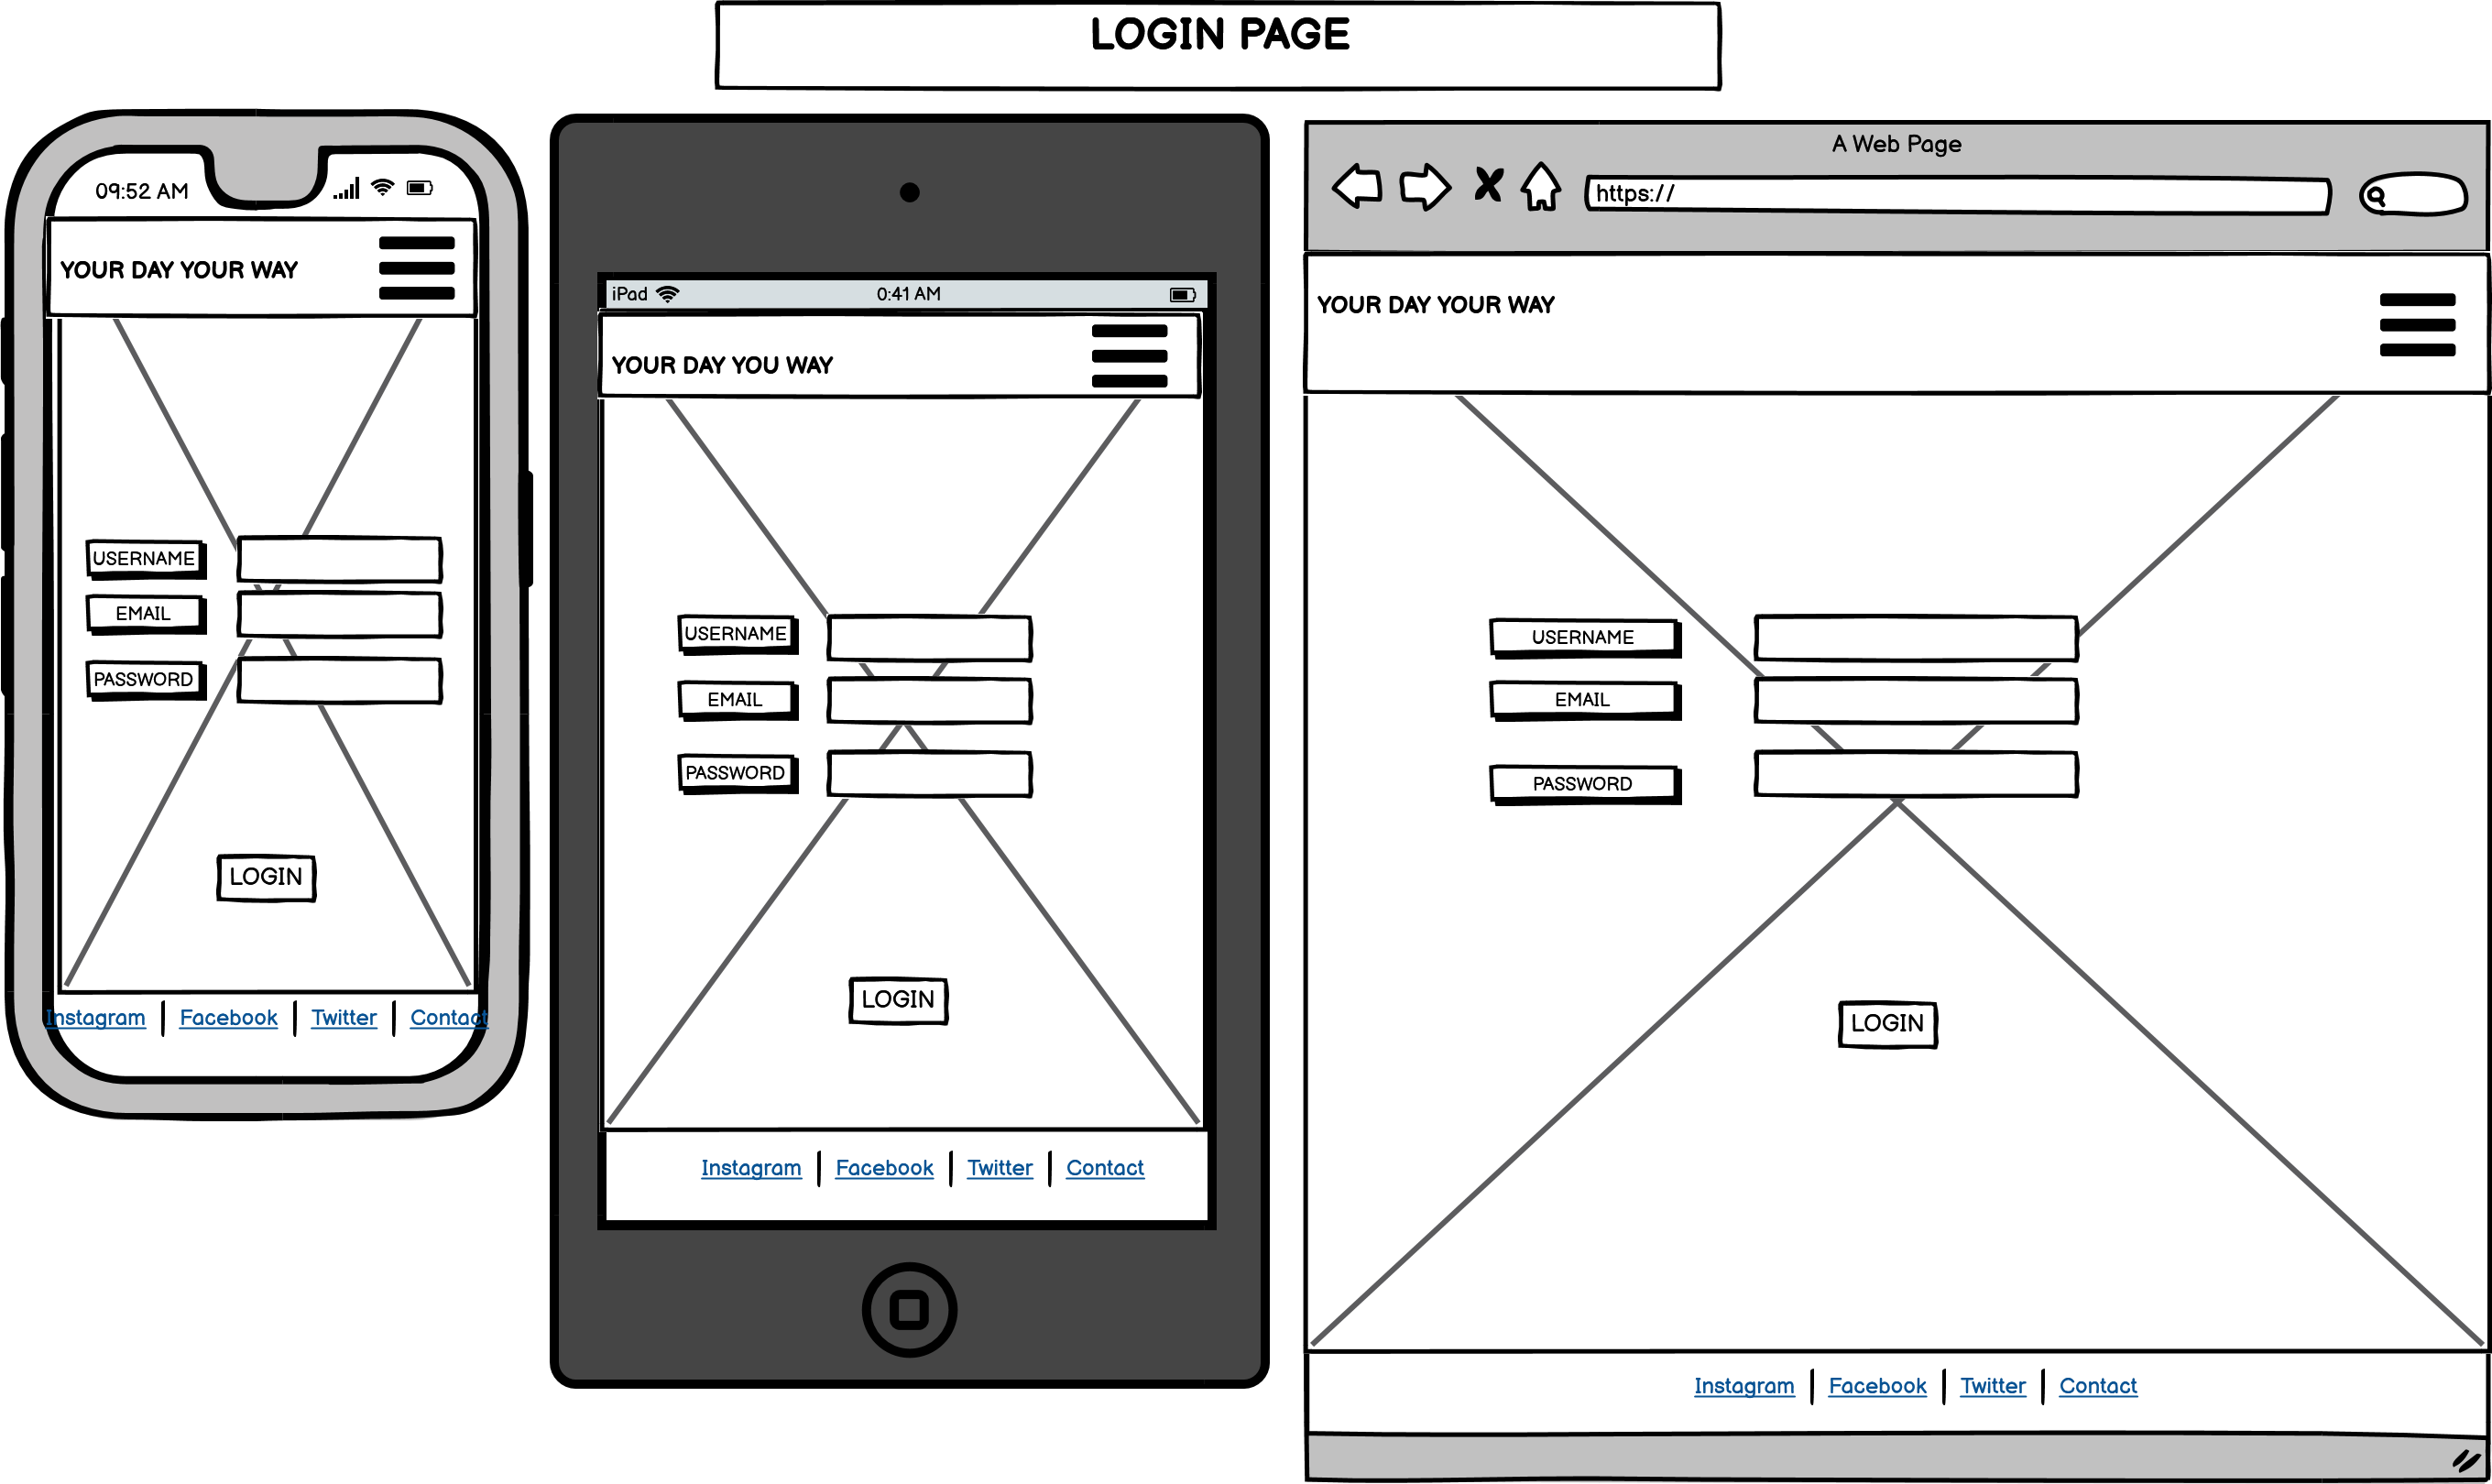 LOGIN PAGE
09:52 AM
YOUR DAY YOUR WAY
USERNAME
EMAIL
PASSWORD
LOGIN
Instagram | Facebook | Twitter | Contact
iPad 0:41 AM
YOUR DAY YOU WAY
USERNAME
EMAIL
PASSWORD
LOGIN
Instagram | Facebook | Twitter | Contact
A Web Page
https://
YOUR DAY YOUR WAY
USERNAME
EMAIL
PASSWORD
LOGIN
Instagram | Facebook | Twitter | Contact